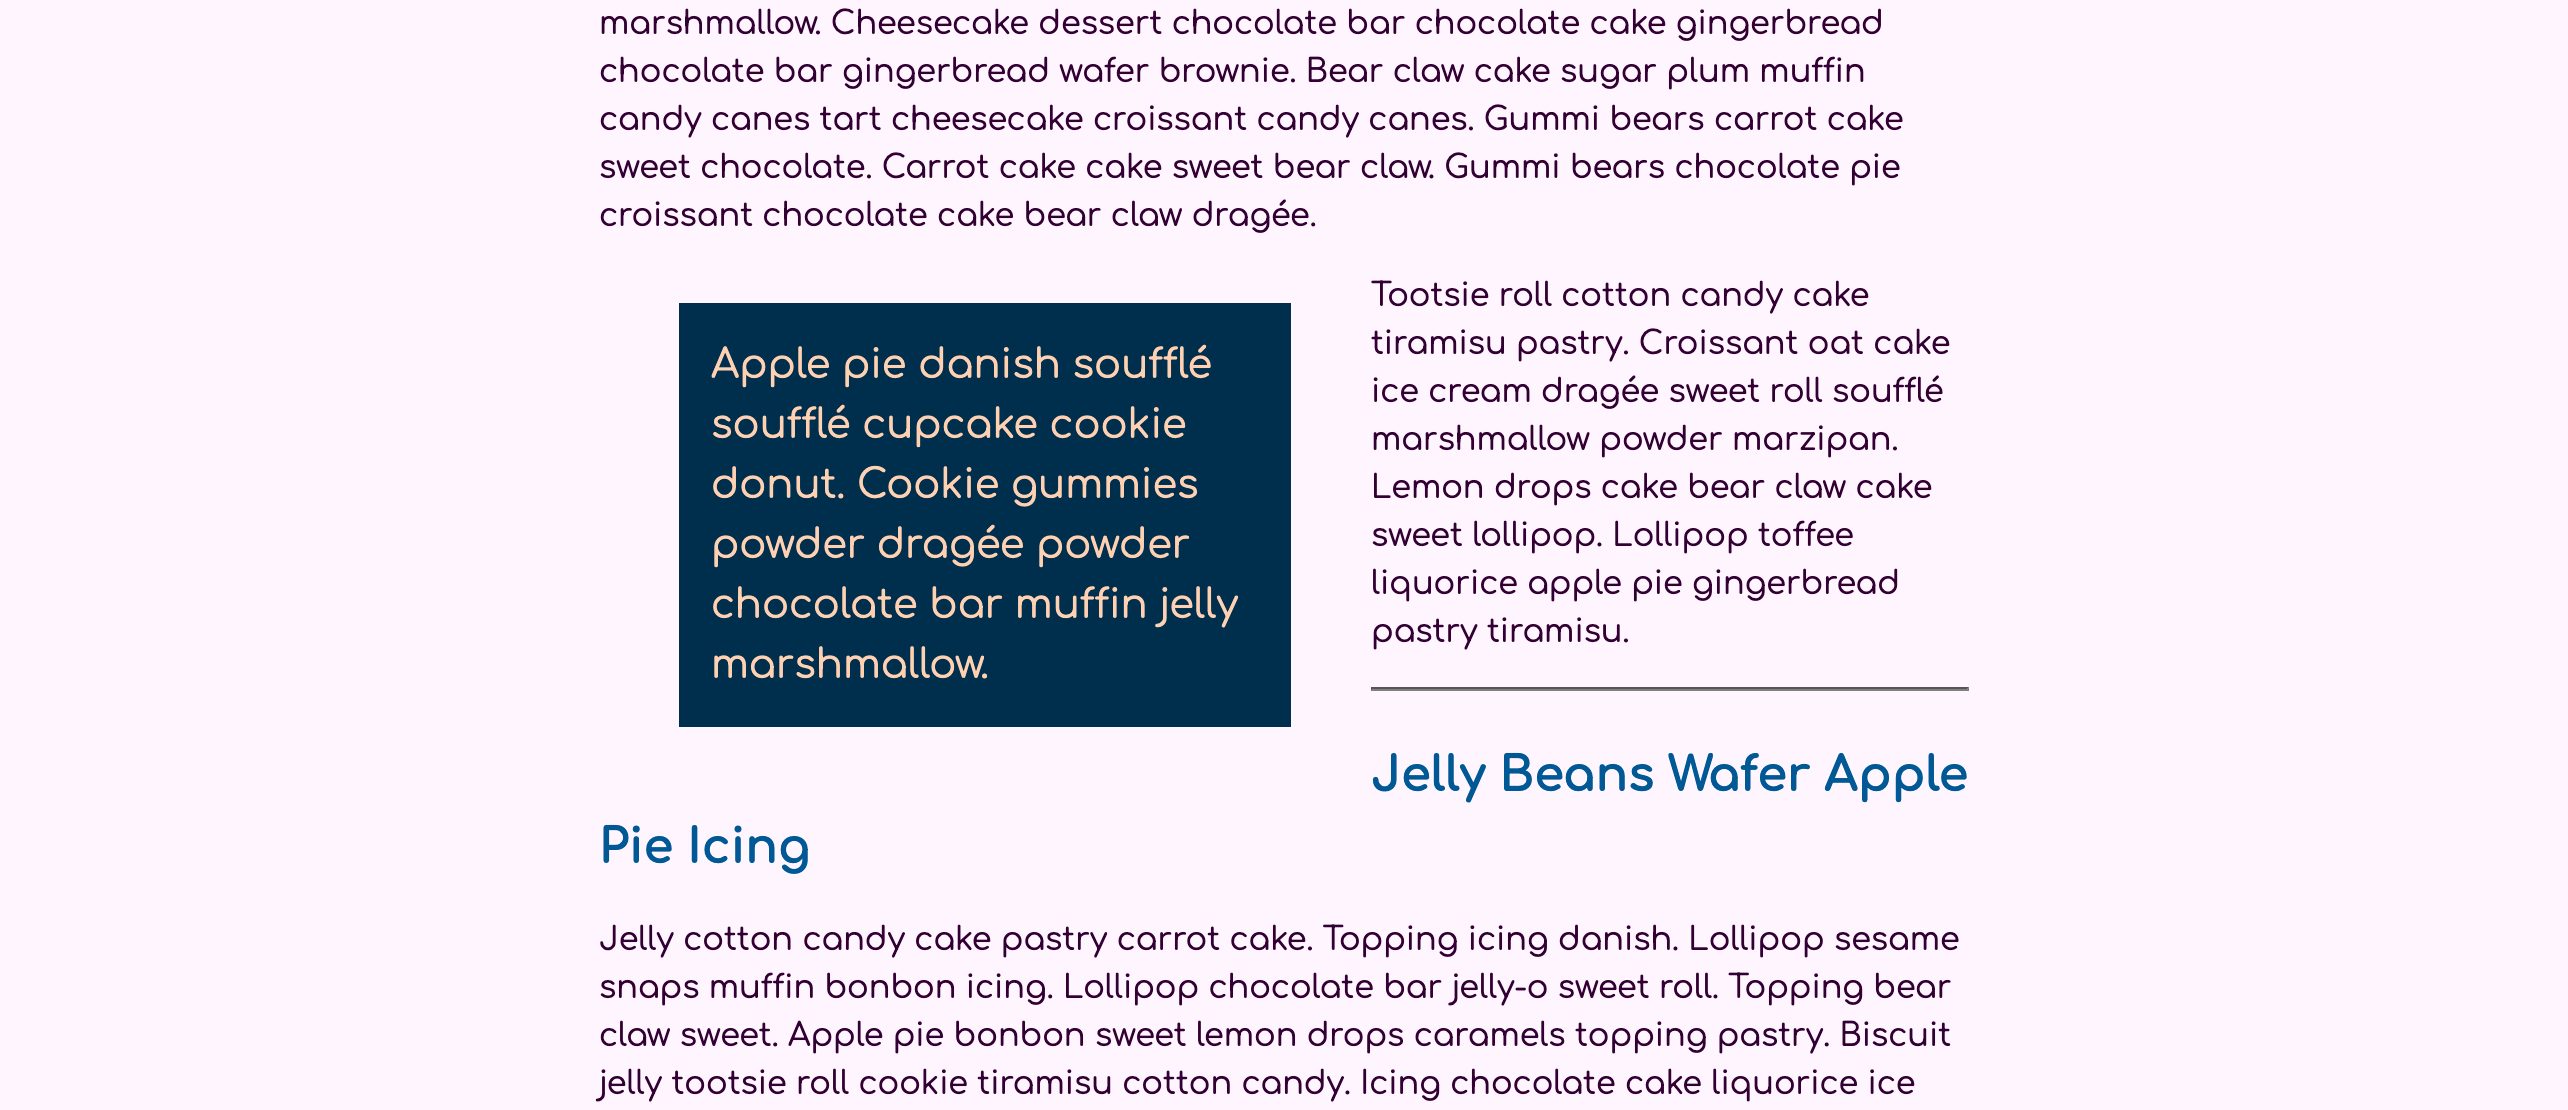 marshmallow. Cheesecake dessert chocolate bar chocolate cake gingerbread
chocolate bar gingerbread wafer brownie. Bear claw cake sugar plum muffin
candy canes tart cheesecake croissant candy canes. Gummi bears carrot cake
sweet chocolate. Carrot cake cake sweet bear claw. Gummi bears chocolate pie
croissant chocolate cake bear claw dragée.
Apple pie danish soufflé
soufflé cupcake cookie
donut. Cookie gummies
powder dragée powder
chocolate bar muffin jelly
marshmallow.
Tootsie roll cotton candy cake
tiramisu pastry. Croissant oat cake
ice cream dragée sweet roll soufflé
marshmallow powder marzipan.
Lemon drops cake bear claw cake
sweet lollipop. Lollipop toffee
liquorice apple pie gingerbread
pastry tiramisu.
Jelly Beans Wafer Apple
Pie Icing
Jelly cotton candy cake pastry carrot cake. Topping icing danish. Lollipop sesame
snaps muffin bonbon icing. Lollipop chocolate bar jelly-o sweet roll. Topping bear
claw sweet. Apple pie bonbon sweet lemon drops caramels topping pastry. Biscuit
jelly tootsie roll cookie tiramisu cotton candy. Icing chocolate cake liquorice ice